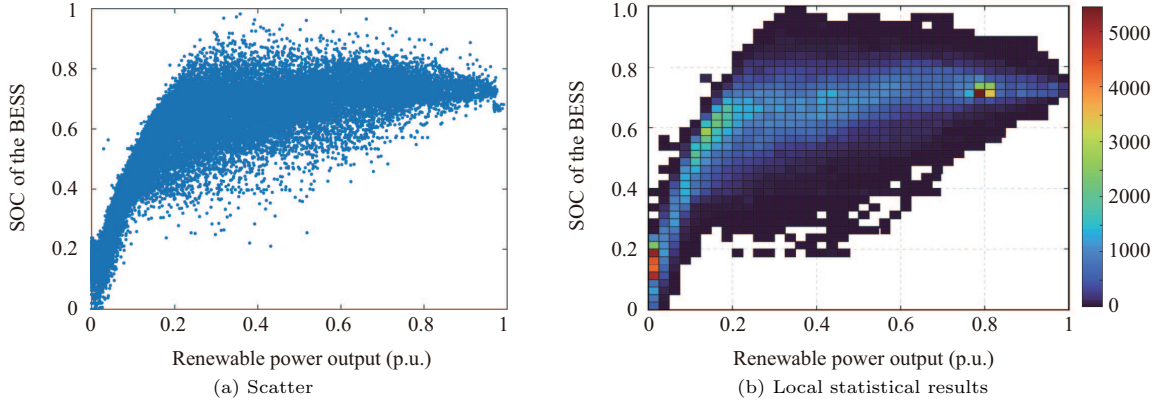 1.0
0.8
0.6
0.4
0.2
0
SOC of the BESS
0 0.2 0.4 0.6 0.8 1
Renewable power output (p.u.)
(a) Scatter
1.0
0.8
0.6
0.4
0.2
0
SOC of the BESS
0 0.2 0.4 0.6 0.8 1
Renewable power output (p.u.)
5000
4000
3000
2000
1000
0
(b) Local statistical results